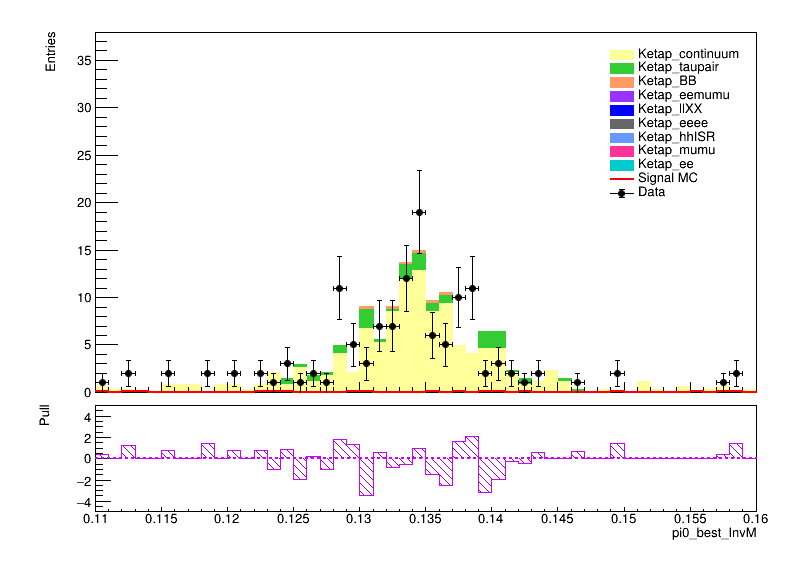 Entries
35
30
25
20
15
10
5
0
Ketap_continuum
Ketap_taupair
Ketap_BB
Ketap_eemumu
Ketap_llXX
Ketap_eeee
Ketap_hhISR
Ketap_mumu
Ketap_ee
Signal MC
Data
Pull
4
2
0
−2
−4
0.11
0.115
0.12
0.125
0.13
0.135
0.14
0.145
0.15
0.155
0.16
pi0_best_InvM